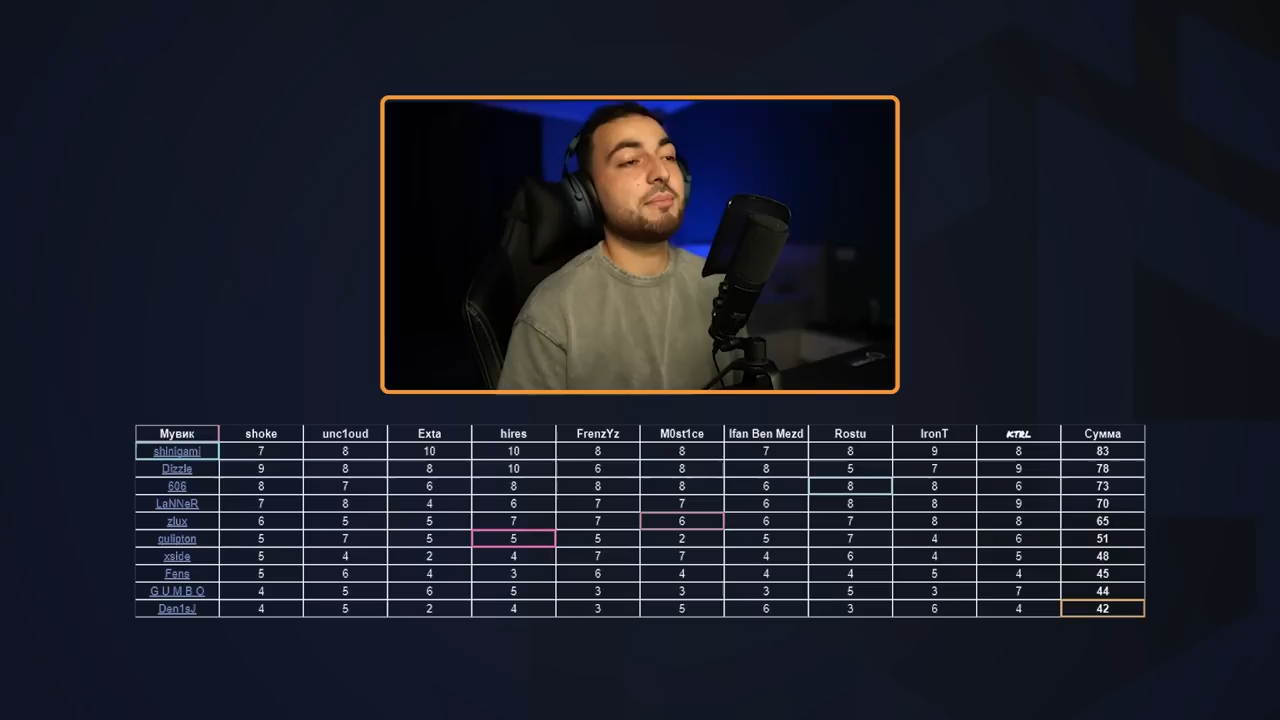 Мувик shoke unc1oud Exta hires FrenzYz M0st1ce Ifan Ben Mezd Rostu IronT KTRL Сумма
shinigami 7 8 10 10 8 8 7 8 9 8 83
Dizzle 9 8 8 10 6 8 8 5 7 9 78
606 8 7 6 8 8 8 6 8 8 6 73
LaNNeR 7 8 4 6 7 7 6 8 8 9 70
zlux 6 5 5 7 7 6 6 7 8 8 65
qulipton 5 7 5 5 5 2 5 7 4 6 51
xside 5 4 2 4 7 7 4 6 4 5 48
Fens 5 6 4 3 6 4 4 4 5 4 45
G U M B O 4 5 6 5 3 3 3 5 3 7 44
Den1sJ 4 5 2 4 3 5 6 3 6 4 42